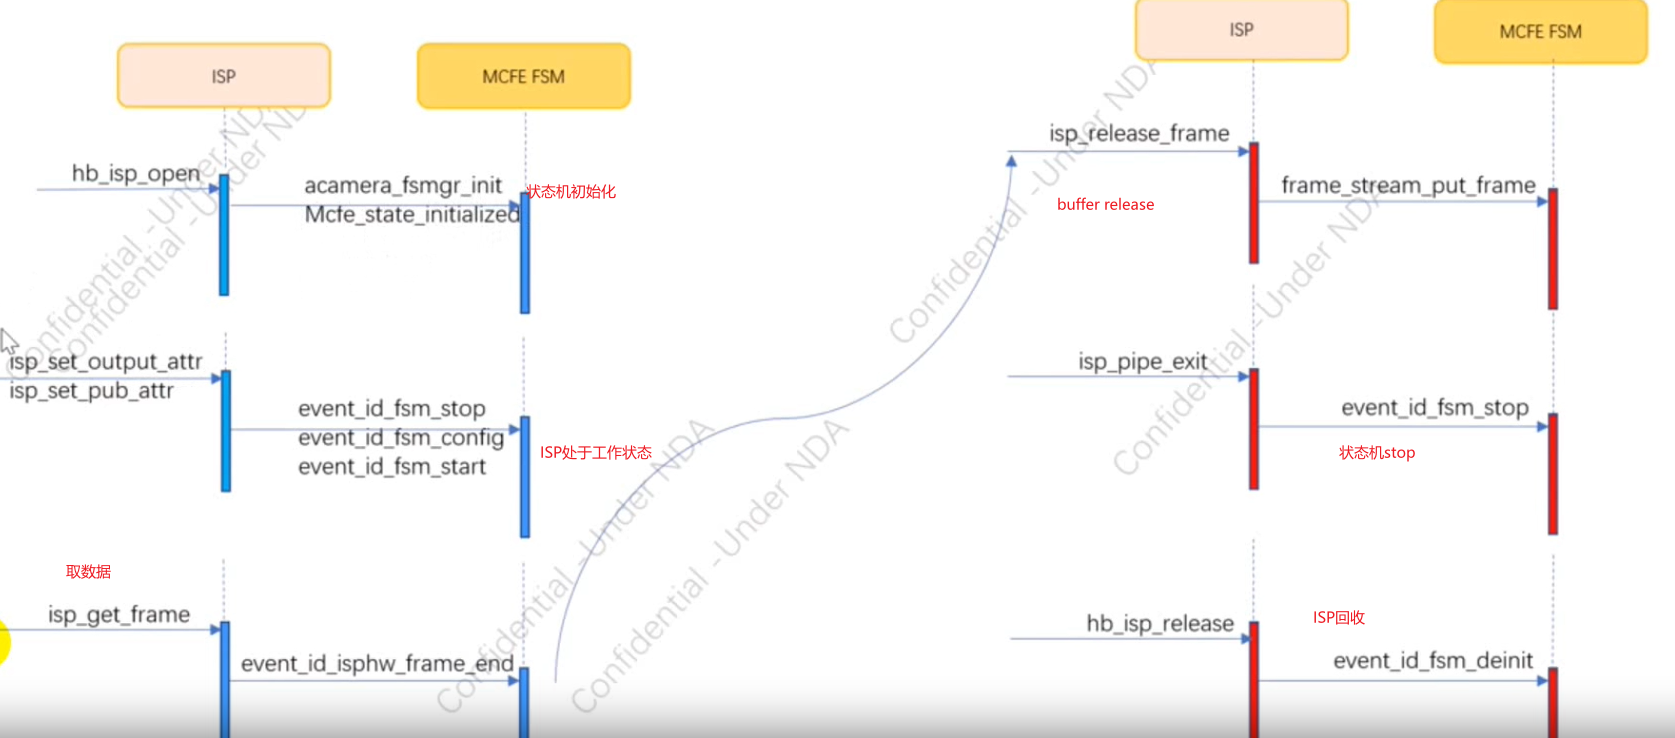 ISP
MCFE FSM
hb_isp_open
acamera_fsmgr_init
Mcfe_state_initialized
状态机初始化
isp_set_output_attr
isp_set_pub_attr
event_id_fsm_stop
event_id_fsm_config
event_id_fsm_start
ISP处于工作状态
取数据
isp_get_frame
event_id_isphw_frame_end
ISP
MCFE FSM
isp_release_frame
buffer release
frame_stream_put_frame
isp_pipe_exit
event_id_fsm_stop
状态机stop
hb_isp_release
ISP回收
event_id_fsm_deinit
Confidential -Under NDA
Confidential -Under NDA
Confidential -Under NDA
Confidential -Under NDA
Confidential -Under NDA
Confidential -Under NDA